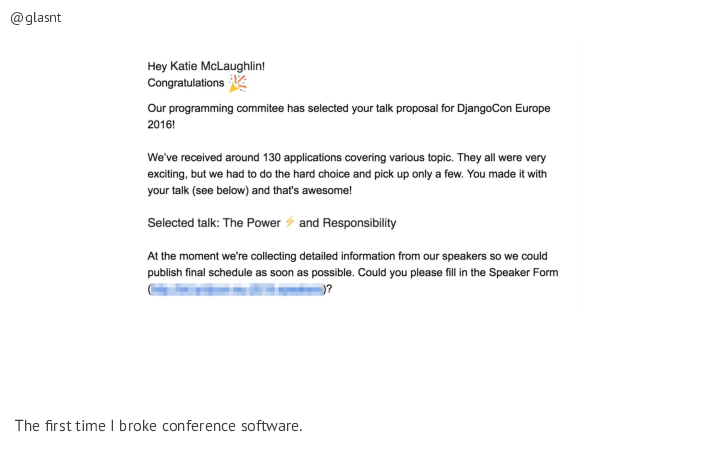 @glasnt
Hey Katie McLaughlin!
Congratulations 🎉
Our programming commitee has selected your talk proposal for DjangoCon Europe
2016!
We've received around 130 applications covering various topic. They all were very
exciting, but we had to do the hard choice and pick up only a few. You made it with
your talk (see below) and that's awesome!
Selected talk: The Power ⚡ and Responsibility
At the moment we're collecting detailed information from our speakers so we could
publish final schedule as soon as possible. Could you please fill in the Speaker Form
()?
The first time I broke conference software.